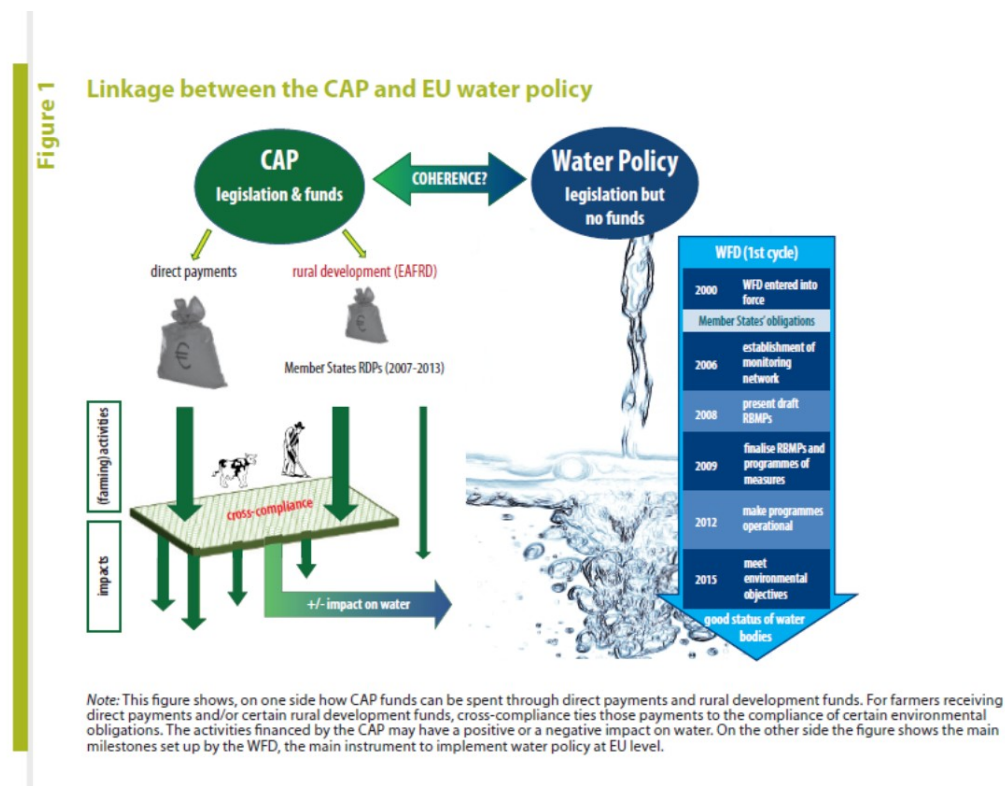 Figure 1
Linkage between the CAP and EU water policy
CAP
legislation & funds
COHERENCE?
Water Policy
legislation but
no funds
direct payments
rural development (EAFRD)
€
€
Member States RDPs (2007-2013)
(farming) activities
cross-compliance
impacts
+/- impact on water
WFD (1st cycle)
2000 WFD entered into
force
Member States' obligations
2006 establishment of
monitoring
network
2008 present draft
RBMPs
2009 finalise RBMPs and
programmes of
measures
2012 make programmes
operational
2015 meet
environmental
objectives
good status of water
bodies
Note: This figure shows, on one side how CAP funds can be spent through direct payments and rural development funds. For farmers receiving
direct payments and/or certain rural development funds, cross-compliance ties those payments to the compliance of certain environmental
obligations. The activities financed by the CAP may have a positive or a negative impact on water. On the other side the figure shows the main
milestones set up by the WFD, the main instrument to implement water policy at EU level.